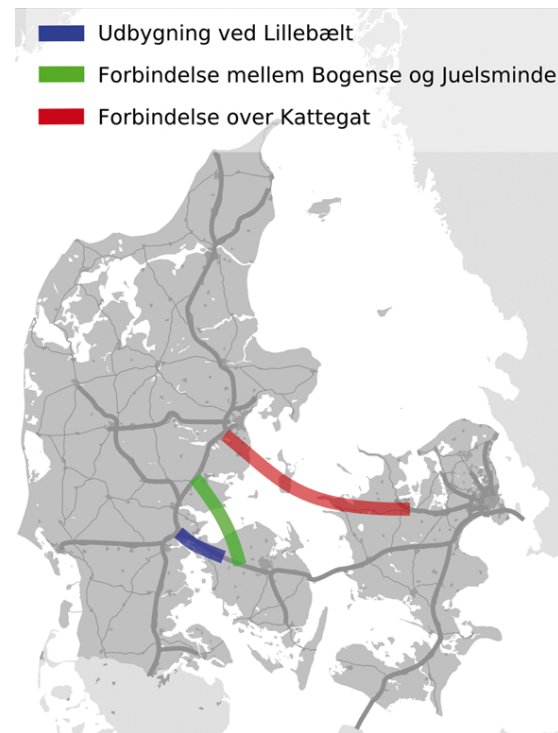 Udbygning ved Lillebælt
Forbindelse mellem Bogense og Juelsminde
Forbindelse over Kattegat